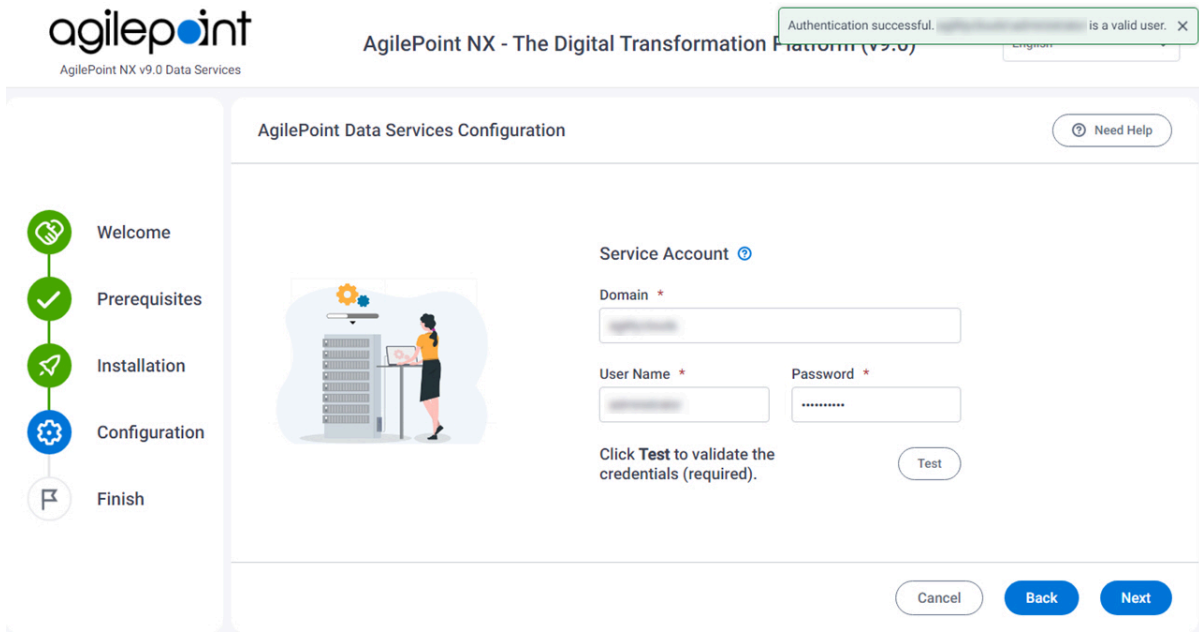 agilepoint
AgilePoint NX v9.0 Data Services
AgilePoint NX - The Digital Transformation Platform (v9.0)
Authentication successful. is a valid user.
English
AgilePoint Data Services Configuration
Need Help
Welcome
Prerequisites
Installation
Configuration
Finish
Service Account
Domain *
User Name * Password *
••••••••••
Click Test to validate the
credentials (required).
Test
Cancel Back Next